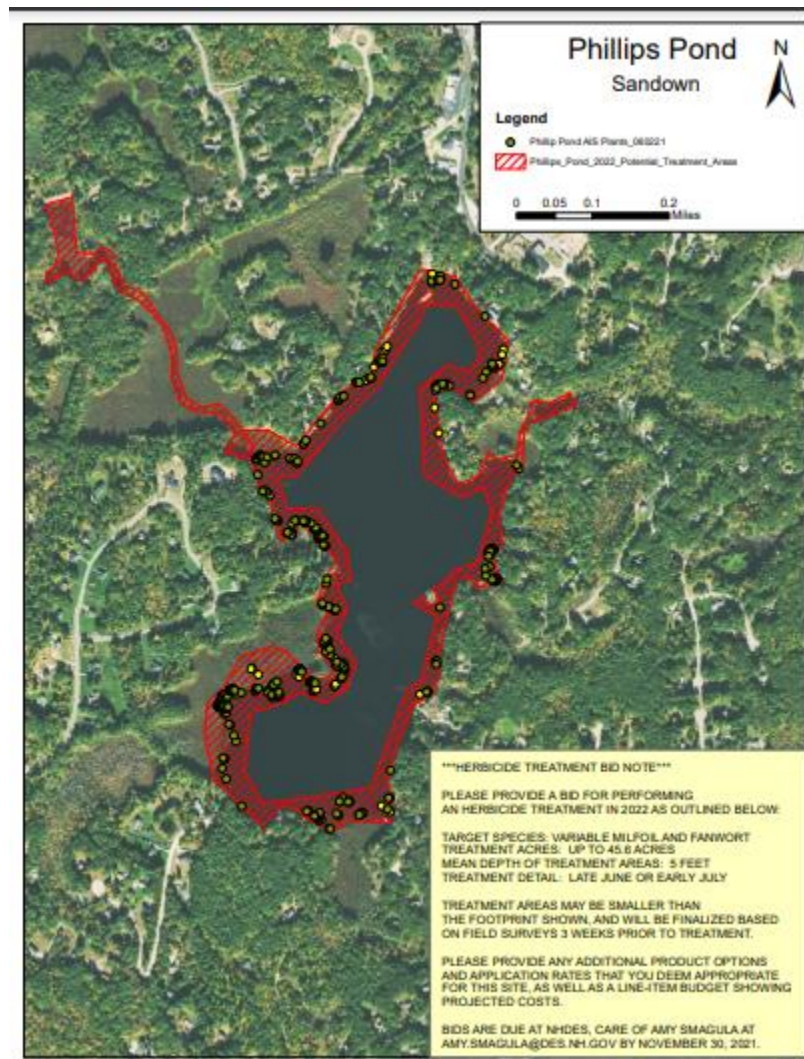 Phillips Pond
Sandown
N
Legend
Phillip Pond AIS Plants_060221
Phillips_Pond_2022_Potential_Treatment_Areas
0 0.05 0.1 0.2
Miles
***HERBICIDE TREATMENT BID NOTE***
PLEASE PROVIDE A BID FOR PERFORMING
AN HERBICIDE TREATMENT IN 2022 AS OUTLINED BELOW:
TARGET SPECIES: VARIABLE MILFOIL AND FANWORT
TREATMENT ACRES: UP TO 45.6 ACRES
MEAN DEPTH OF TREATMENT AREAS: 5 FEET
TREATMENT DETAIL: LATE JUNE OR EARLY JULY
TREATMENT AREAS MAY BE SMALLER THAN
THE FOOTPRINT SHOWN, AND WILL BE FINALIZED BASED
ON FIELD SURVEYS 3 WEEKS PRIOR TO TREATMENT.
PLEASE PROVIDE ANY ADDITIONAL PRODUCT OPTIONS
AND APPLICATION RATES THAT YOU DEEM APPROPRIATE
FOR THIS SITE, AS WELL AS A LINE-ITEM BUDGET SHOWING
PROJECTED COSTS.
BIDS ARE DUE AT NHDES, CARE OF AMY SMAGULA AT
AMY.SMAGULA@DES.NH.GOV BY NOVEMBER 30, 2021.